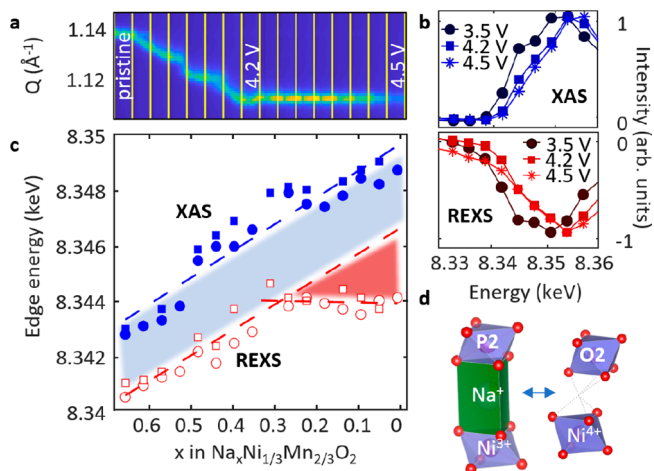 a
1.14
1.12
Q (Å⁻¹)
pristine
4.2 V
4.5 V
b
3.5 V
4.2 V
4.5 V
XAS
1
0
3.5 V
4.2 V
4.5 V
REXS
0
-1
Intensity (arb. units)
8.33 8.34 8.35 8.36
Energy (keV)
c
8.35
8.348
8.346
8.344
8.342
8.34
Edge energy (keV)
XAS
REXS
0.6 0.5 0.4 0.3 0.2 0.1 0
x in NaₓNi₁/₃Mn₂/₃O₂
d
P2
Na⁺
Ni³⁺
O2
Ni⁴⁺